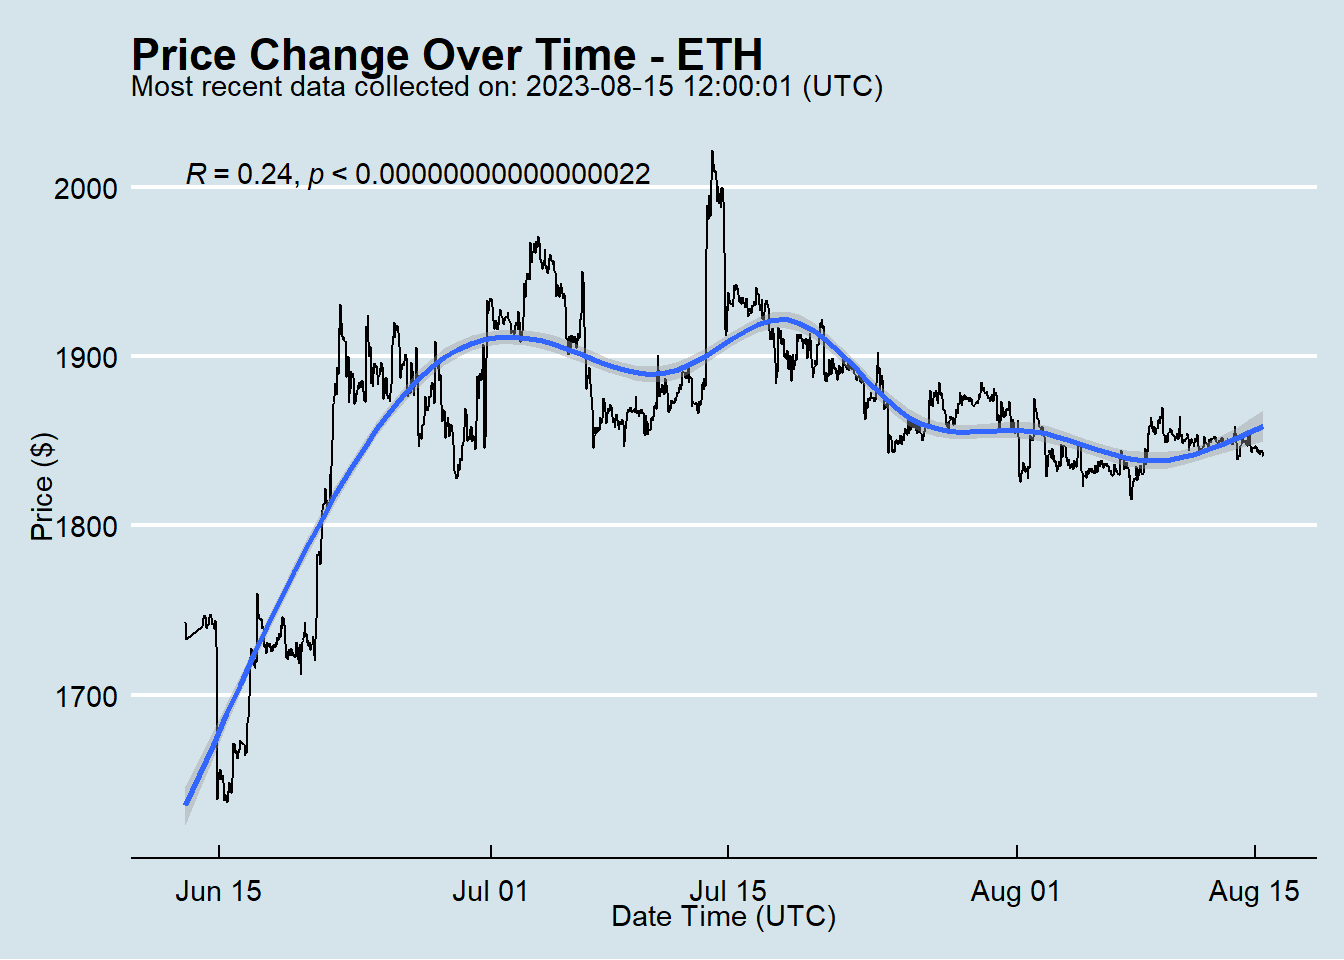 Price Change Over Time - ETH
Most recent data collected on: 2023-08-15 12:00:01 (UTC)
R = 0.24, p < 0.00000000000000022
2000
1900
1800
1700
Price ($)
Jun 15
Jul 01
Jul 15
Aug 01
Aug 15
Date Time (UTC)